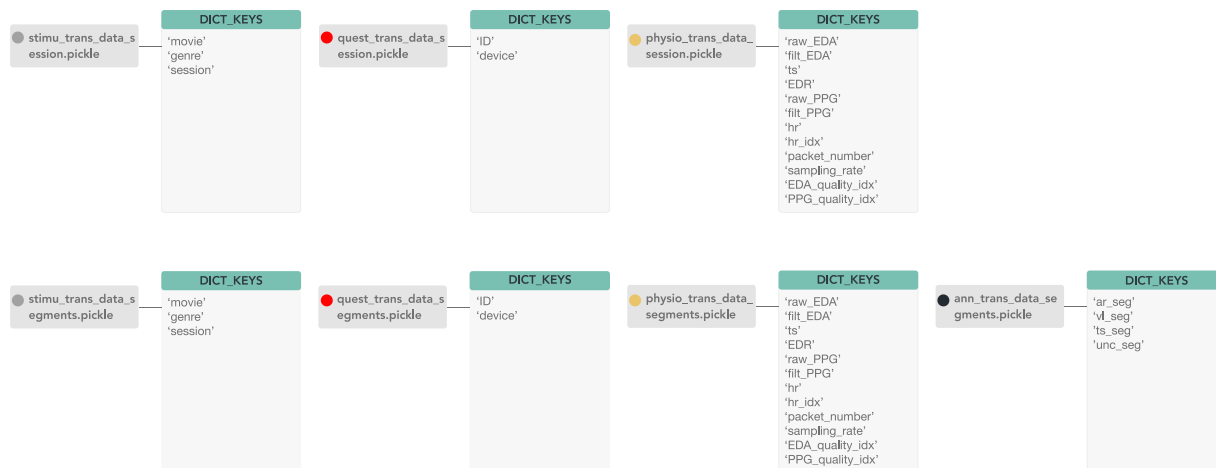 DICT_KEYS
stimu_trans_data_s
ession.pickle
‘movie’
‘genre’
‘session’
DICT_KEYS
quest_trans_data_s
ession.pickle
‘ID’
‘device’
DICT_KEYS
physio_trans_data_
session.pickle
‘raw_EDA’
‘filt_EDA’
‘ts’
‘EDR’
‘raw_PPG’
‘filt_PPG’
‘hr’
‘hr_idx’
‘packet_number’
‘sampling_rate’
‘EDA_quality_idx’
‘PPG_quality_idx’
DICT_KEYS
stimu_trans_data_s
egments.pickle
‘movie’
‘genre’
‘session’
DICT_KEYS
quest_trans_data_s
egments.pickle
‘ID’
‘device’
DICT_KEYS
physio_trans_data_
segments.pickle
‘raw_EDA’
‘filt_EDA’
‘ts’
‘EDR’
‘raw_PPG’
‘filt_PPG’
‘hr’
‘hr_idx’
‘packet_number’
‘sampling_rate’
‘EDA_quality_idx’
‘PPG_quality_idx’
DICT_KEYS
ann_trans_data_se
gments.pickle
‘ar_seg’
‘vl_seg’
’ts_seg’
’unc_seg’